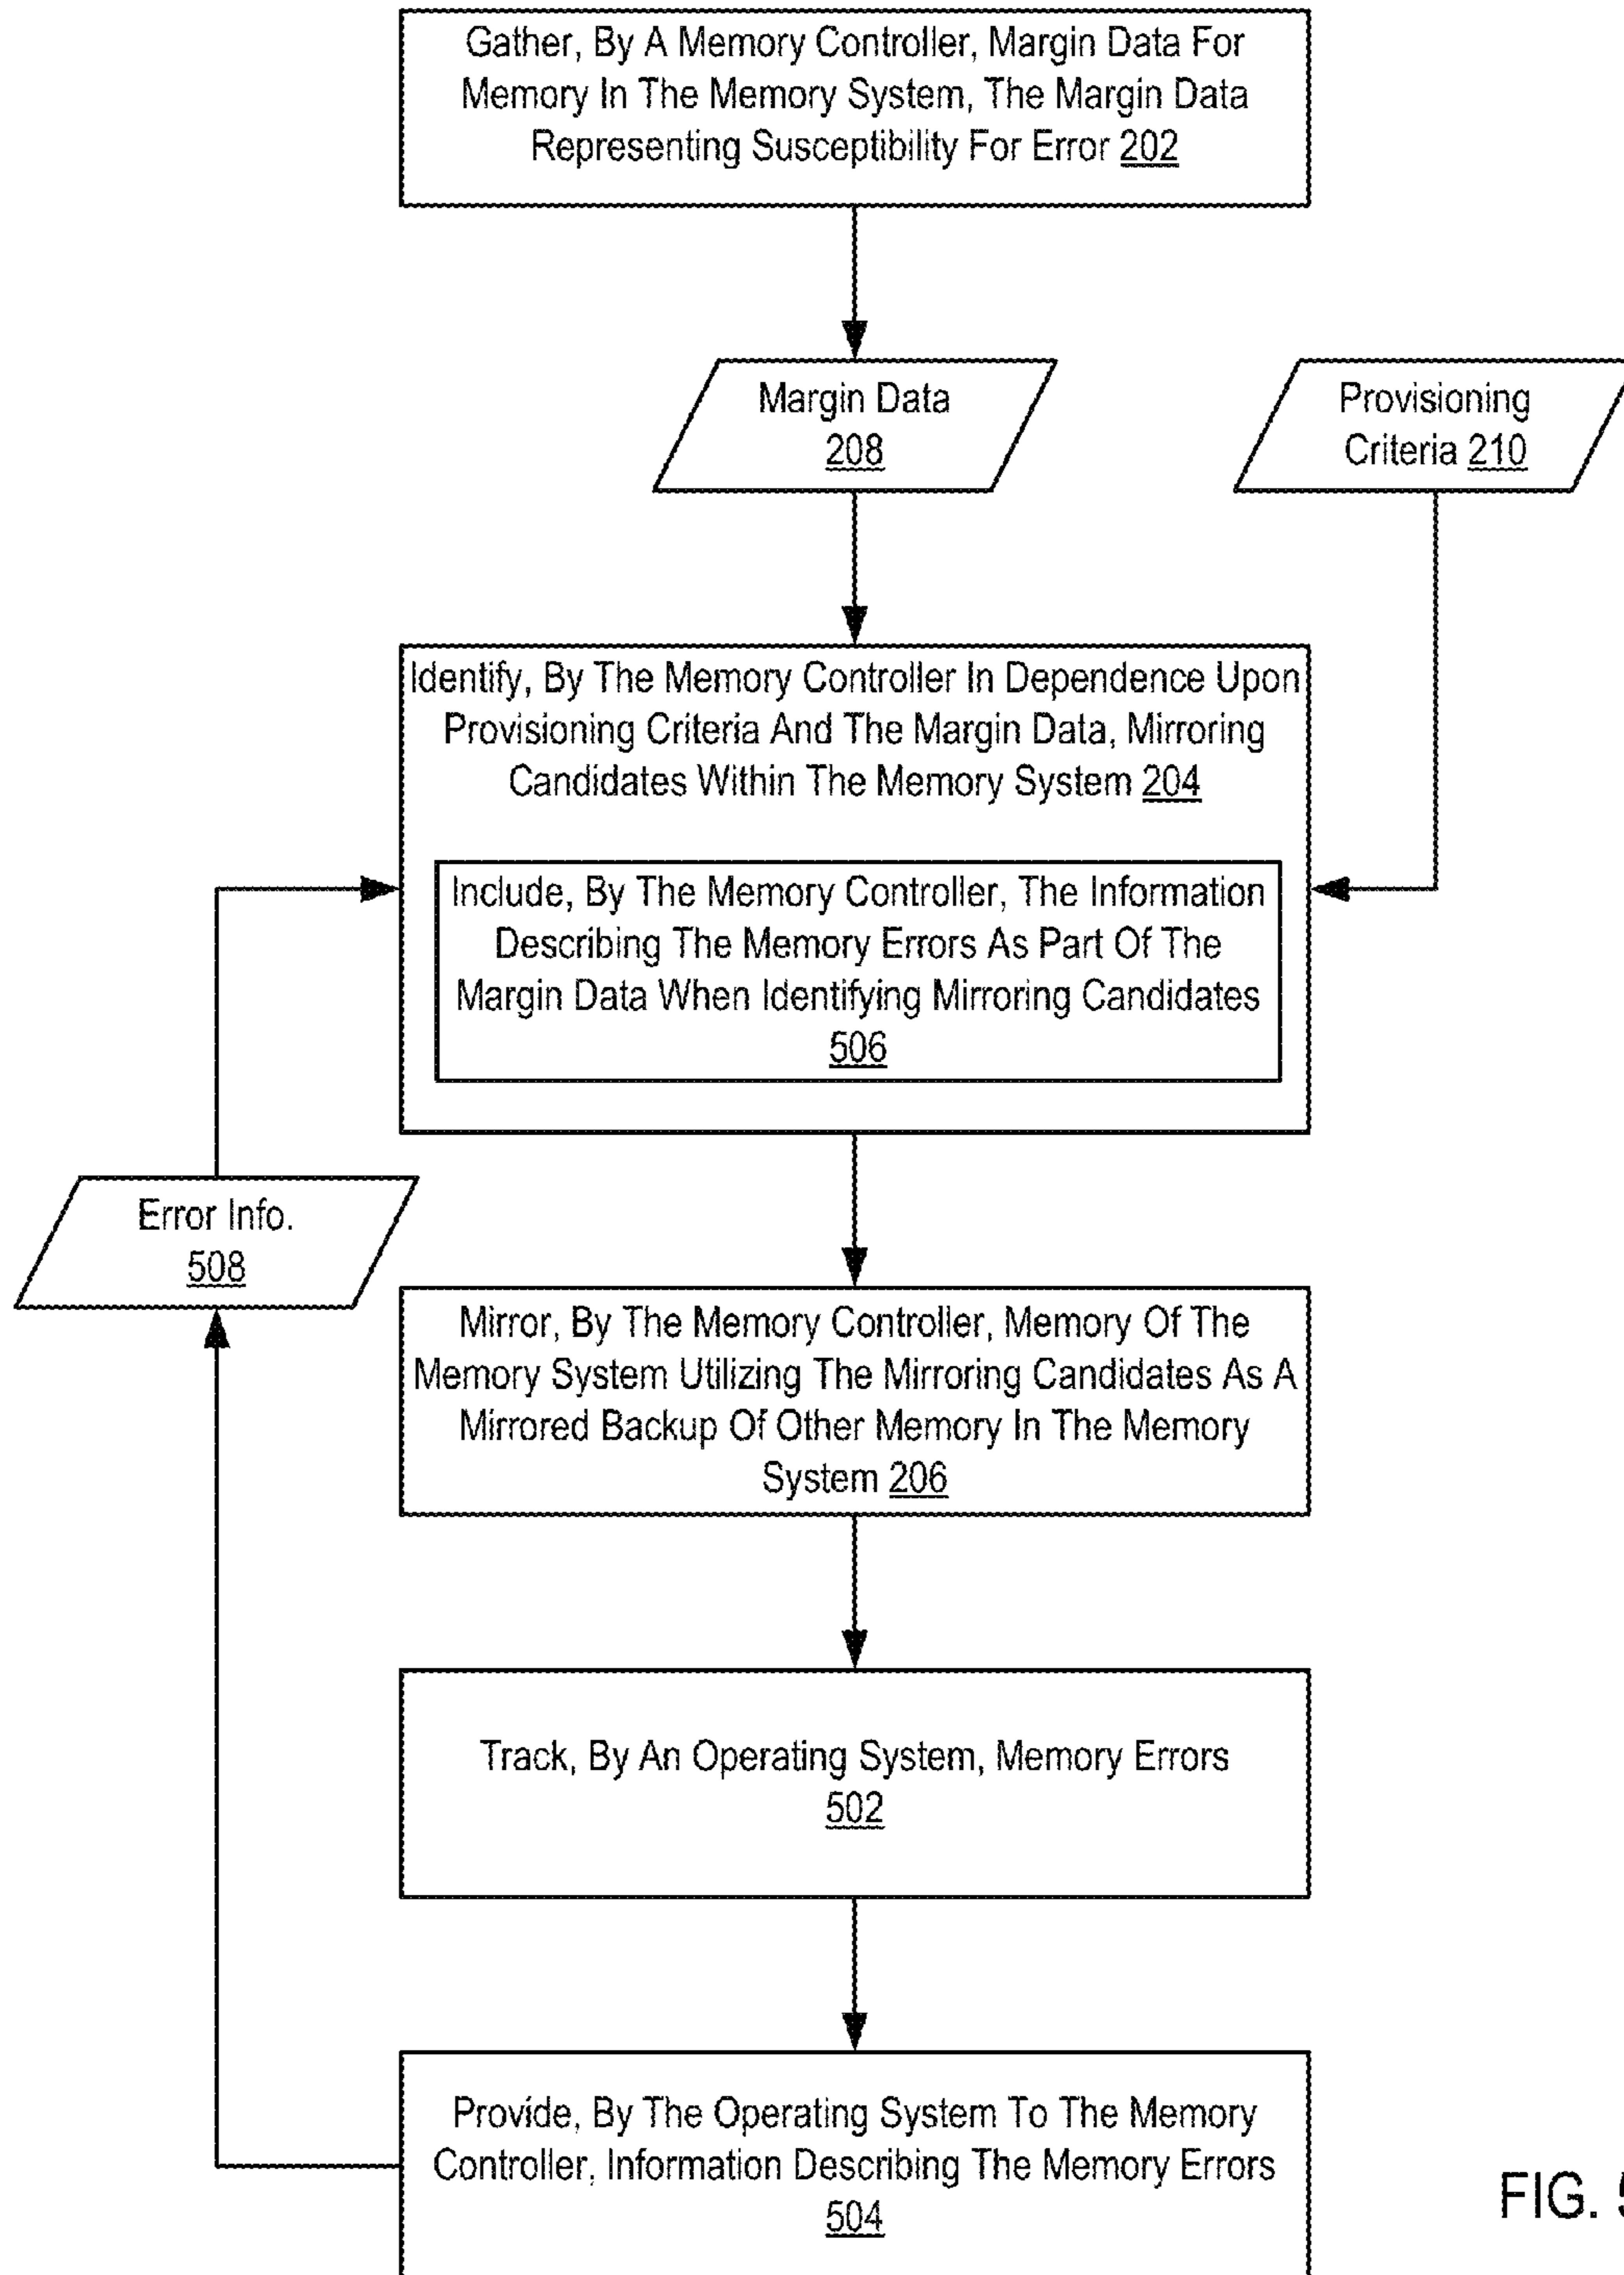 Gather, By A Memory Controller, Margin Data For
Memory In The Memory System, The Margin Data
Representing Susceptibility For Error 202
Margin Data
208
Provisioning
Criteria 210
Identify, By The Memory Controller In Dependence Upon
Provisioning Criteria And The Margin Data, Mirroring
Candidates Within The Memory System 204
Include, By The Memory Controller, The Information
Describing The Memory Errors As Part Of The
Margin Data When Identifying Mirroring Candidates
506
Error Info.
508
Mirror, By The Memory Controller, Memory Of The
Memory System Utilizing The Mirroring Candidates As A
Mirrored Backup Of Other Memory In The Memory
System 206
Track, By An Operating System, Memory Errors
502
Provide, By The Operating System To The Memory
Controller, Information Describing The Memory Errors
504
FIG. 5